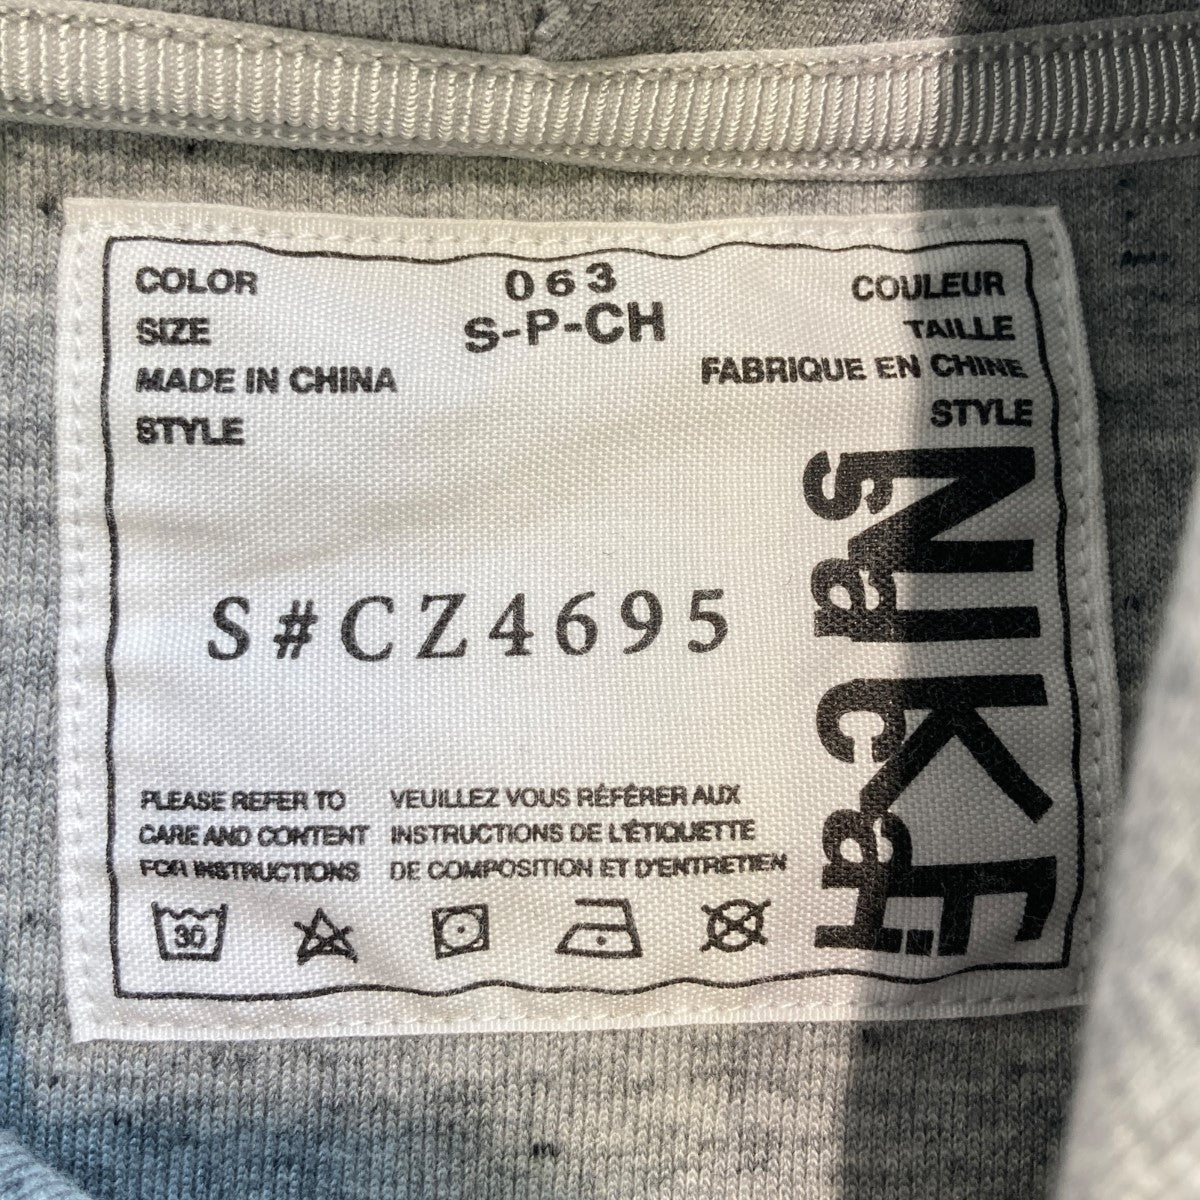 COLOR 063 COULEUR
SIZE S-P-CH TAILLE
MADE IN CHINA FABRIQUE EN CHINE
STYLE STYLE
S#CZ4695
NIKE
sacai
PLEASE REFER TO
CARE AND CONTENT
FOR INSTRUCTIONS
VEUILLEZ VOUS RÉFÉRER AUX
INSTRUCTIONS DE L'ÉTIQUETTE
DE COMPOSITION ET D'ENTRETIEN
30